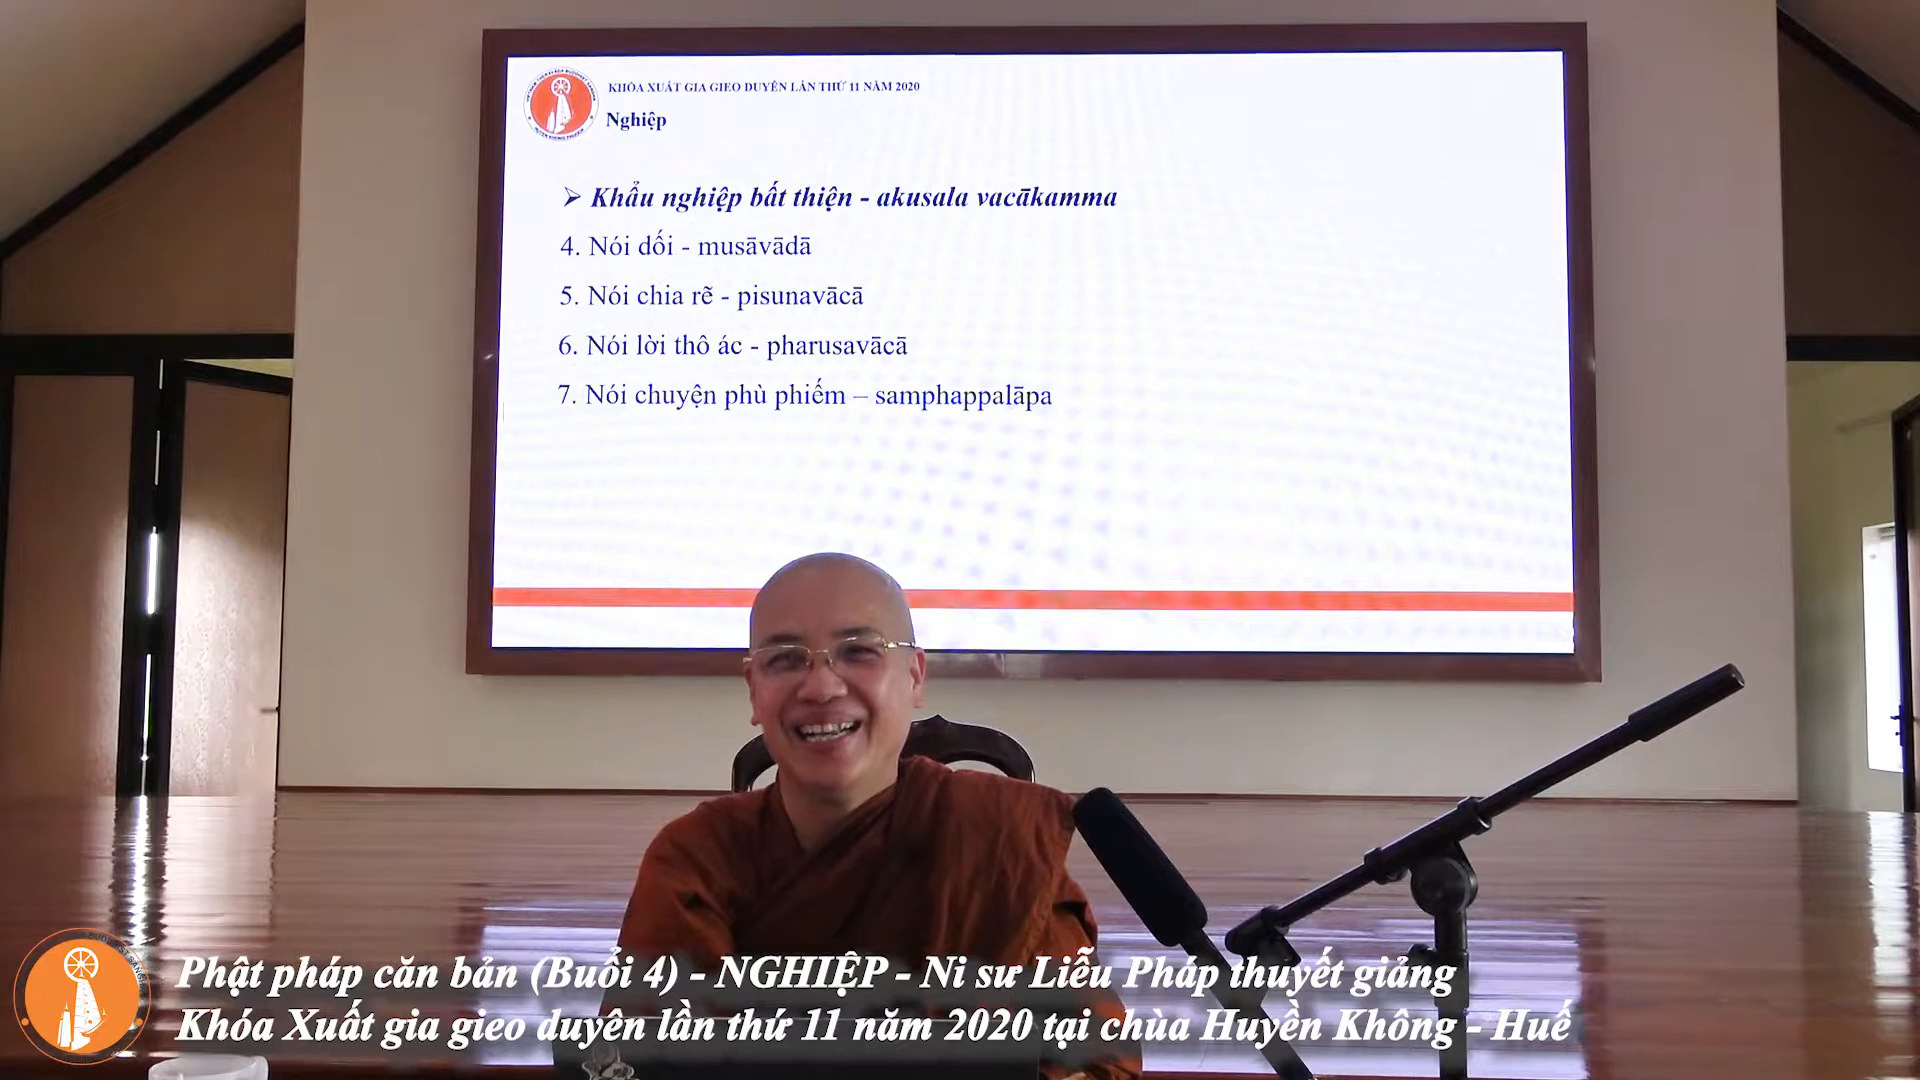 KHÓA XUẤT GIA GIEO DUYÊN LẦN THỨ 11 NĂM 2020
Nghiệp
➢ Khẩu nghiệp bất thiện - akusala vacākamma
4. Nói dối - musāvādā
5. Nói chia rẽ - pisunavācā
6. Nói lời thô ác - pharusavācā
7. Nói chuyện phù phiếm – samphappalāpa
Phật pháp căn bản (Buổi 4) - NGHIỆP - Ni sư Liễu Pháp thuyết giảng
Khóa Xuất gia gieo duyên lần thứ 11 năm 2020 tại chùa Huyền Không - Huế